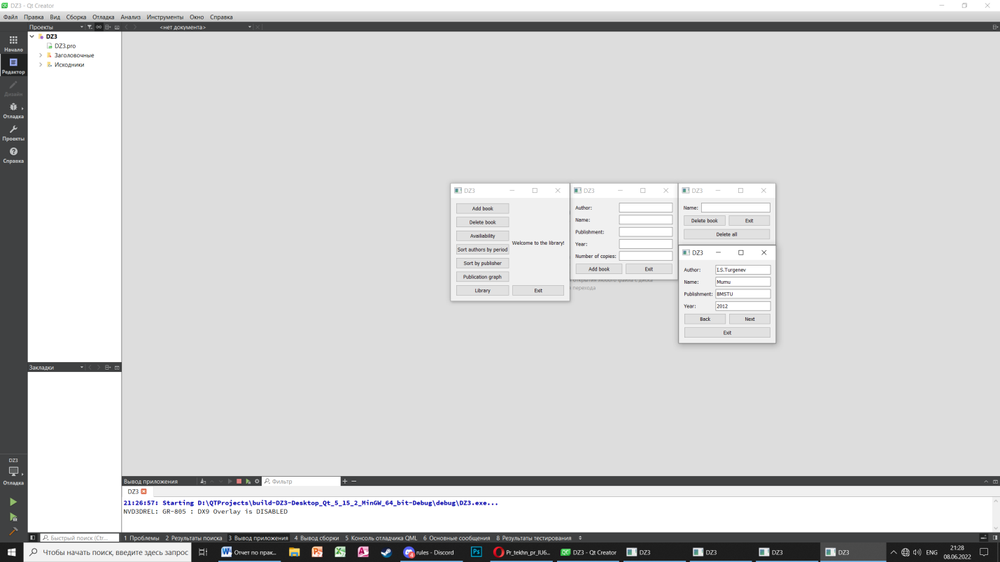 DZ3 - Qt Creator
Файл Правка Вид Сборка Отладка Анализ Инструменты Окно Справка
Проекты
<нет документа>
Начало
Редактор
Дизайн
Отладка
Проекты
Справка
DZ3
DZ3.pro
Заголовочные
Исходники
DZ3
Add book
Delete book
Availiability
Sort authors by period
Sort by publisher
Publication graph
Library
Welcome to the library!
Exit
DZ3
Author:
Name:
Publishment:
Year:
Number of copies:
Add book Exit
открытия любого файла с диска
перехода
DZ3
Name:
Delete book Exit
Delete all
DZ3
Author: I.S.Turgenev
Name: Mumu
Publishment: BMSTU
Year: 2012
Back Next
Exit
Закладки
DZ3
Отладка
Вывод приложения
Фильтр
DZ3
21:26:57: Starting D:\QTProjects\build-DZ3-Desktop_Qt_5_15_2_MinGW_64_bit-Debug\debug\DZ3.exe...
NVD3DREL: GR-805 : DX9 Overlay is DISABLED
Быстрый поиск (Ctr...
1 Проблемы 2 Результаты поиска 3 Вывод приложения 4 Вывод сборки 5 Консоль отладчика QML 6 Основные сообщения 8 Результаты тестирования
Чтобы начать поиск, введите здесь запрос
Отчет по прак...
rules - Discord
Pr_tekhn_pr_IU6...
DZ3 - Qt Creator
DZ3
DZ3
DZ3
DZ3
ENG
21:28
08.06.2022